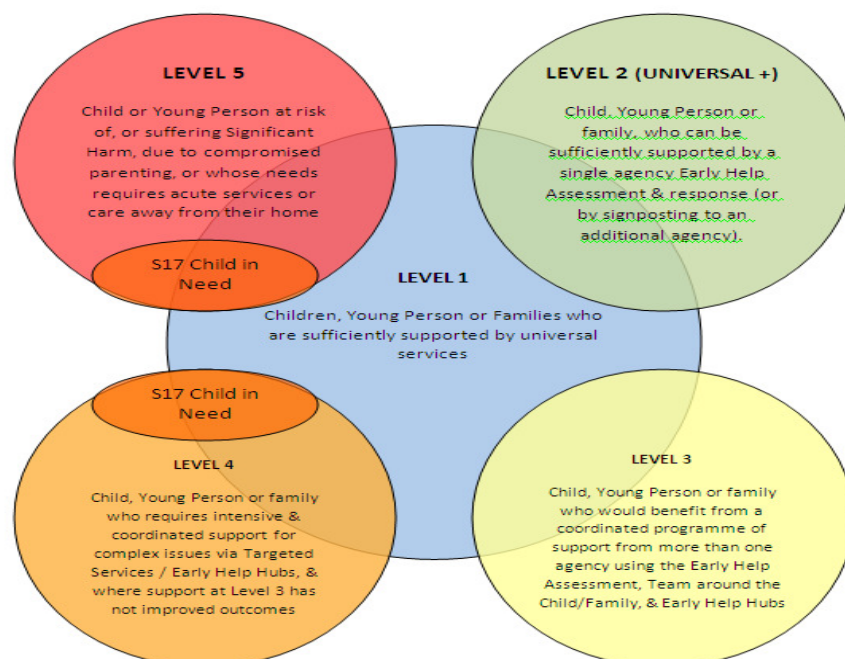 LEVEL 5
Child or Young Person at risk
of, or suffering Significant
Harm, due to compromised
parenting, or whose needs
requires acute services or
care away from their home
S17 Child in
Need
LEVEL 2 (UNIVERSAL +)
Child, Young Person or
family, who can be
sufficiently supported by a
single agency Early Help
Assessment & response (or
by signposting to an
additional agency).
LEVEL 1
Children, Young Person or Families who
are sufficiently supported by universal
services
S17 Child in
Need
LEVEL 4
Child, Young Person or family
who requires intensive &
coordinated support for
complex issues via Targeted
Services / Early Help Hubs, &
where support at Level 3 has
not improved outcomes
LEVEL 3
Child, Young Person or family
who would benefit from a
coordinated programme of
support from more than one
agency using the Early Help
Assessment, Team around the
Child/Family, & Early Help Hubs